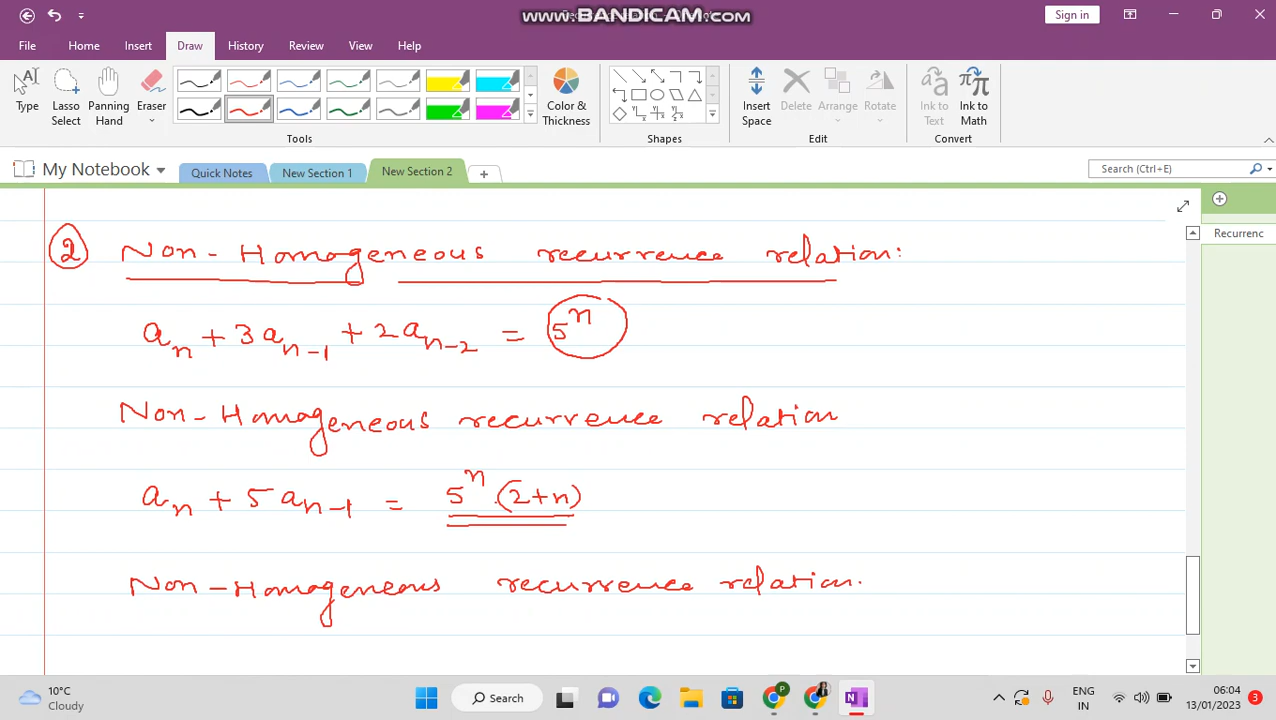 www.BANDICAM.com
Sign in
File Home Insert Draw History Review View Help
Type Lasso Select Panning Hand Eraser Color & Thickness Insert Space Delete Arrange Rotate Ink to Text Ink to Math
Tools Shapes Edit Convert
My Notebook Quick Notes New Section 1 New Section 2 + Search (Ctrl+E)
Recurrenc
② Non-Homogeneous recurrence relation:
aₙ + 3aₙ₋₁ + 2aₙ₋₂ = 5ⁿ
Non-Homogeneous recurrence relation
aₙ + 5aₙ₋₁ = 5ⁿ.(2+n)
Non-Homogeneous recurrence relation.
10°C
Cloudy
Search
ENG
IN
06:04
13/01/2023
3